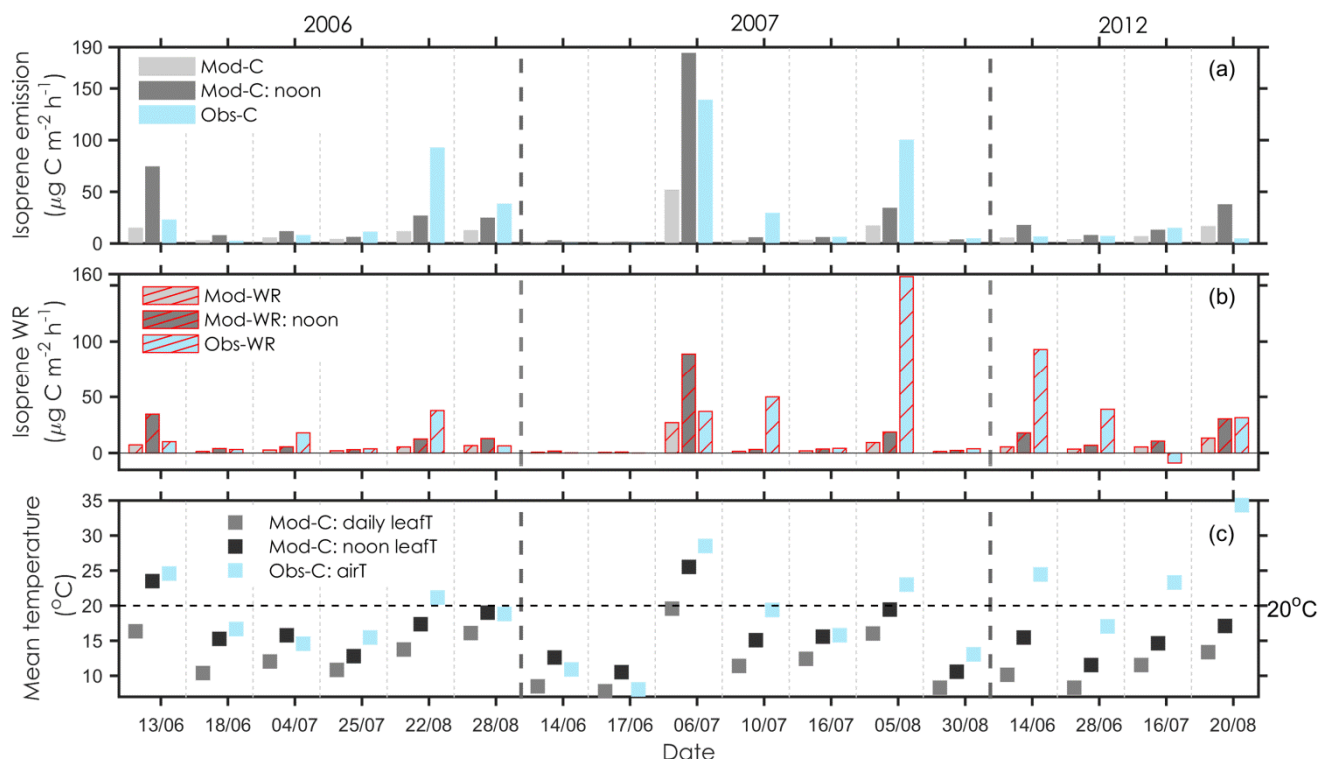 2006 2007 2012
(a)
Isoprene emission
(μg C m⁻² h⁻¹)
190
150
100
50
0
Mod-C
Mod-C: noon
Obs-C
(b)
Isoprene WR
(μg C m⁻² h⁻¹)
160
100
50
0
Mod-WR
Mod-WR: noon
Obs-WR
(c)
Mean temperature
(°C)
35
30
25
20
15
10
Mod-C: daily leafT
Mod-C: noon leafT
Obs-C: airT
20°C
13/06 18/06 04/07 25/07 22/08 28/08 14/06 17/06 06/07 10/07 16/07 05/08 30/08 14/06 28/06 16/07 20/08
Date